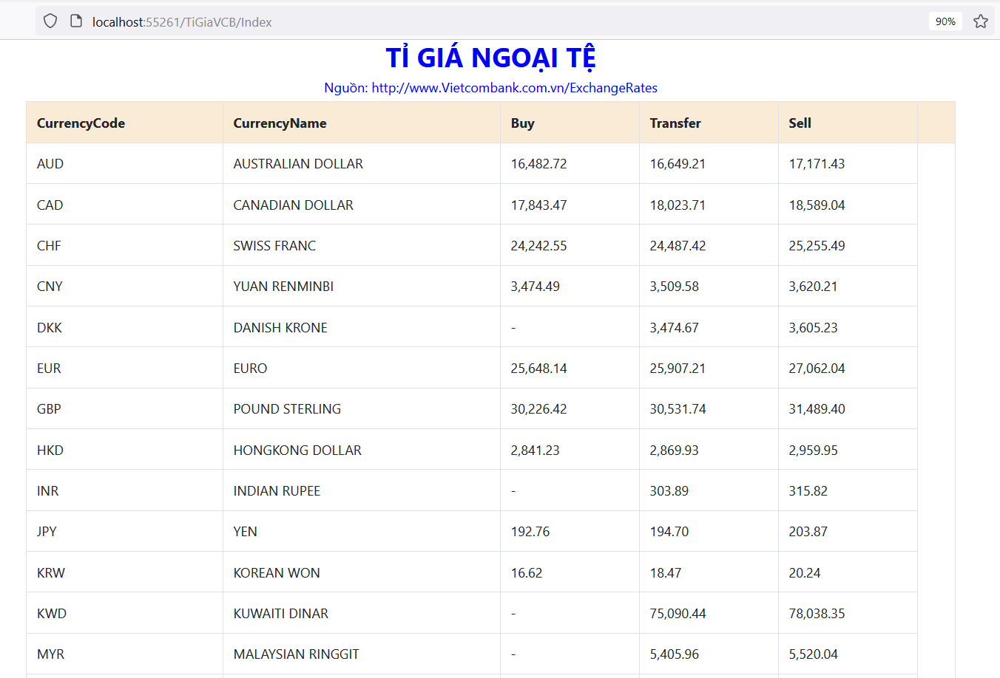 localhost:55261/TiGiaVCB/Index 90%
TỈ GIÁ NGOẠI TỆ
Nguồn: http://www.Vietcombank.com.vn/ExchangeRates
CurrencyCode CurrencyName Buy Transfer Sell
AUD AUSTRALIAN DOLLAR 16,482.72 16,649.21 17,171.43
CAD CANADIAN DOLLAR 17,843.47 18,023.71 18,589.04
CHF SWISS FRANC 24,242.55 24,487.42 25,255.49
CNY YUAN RENMINBI 3,474.49 3,509.58 3,620.21
DKK DANISH KRONE - 3,474.67 3,605.23
EUR EURO 25,648.14 25,907.21 27,062.04
GBP POUND STERLING 30,226.42 30,531.74 31,489.40
HKD HONGKONG DOLLAR 2,841.23 2,869.93 2,959.95
INR INDIAN RUPEE - 303.89 315.82
JPY YEN 192.76 194.70 203.87
KRW KOREAN WON 16.62 18.47 20.24
KWD KUWAITI DINAR - 75,090.44 78,038.35
MYR MALAYSIAN RINGGIT - 5,405.96 5,520.04